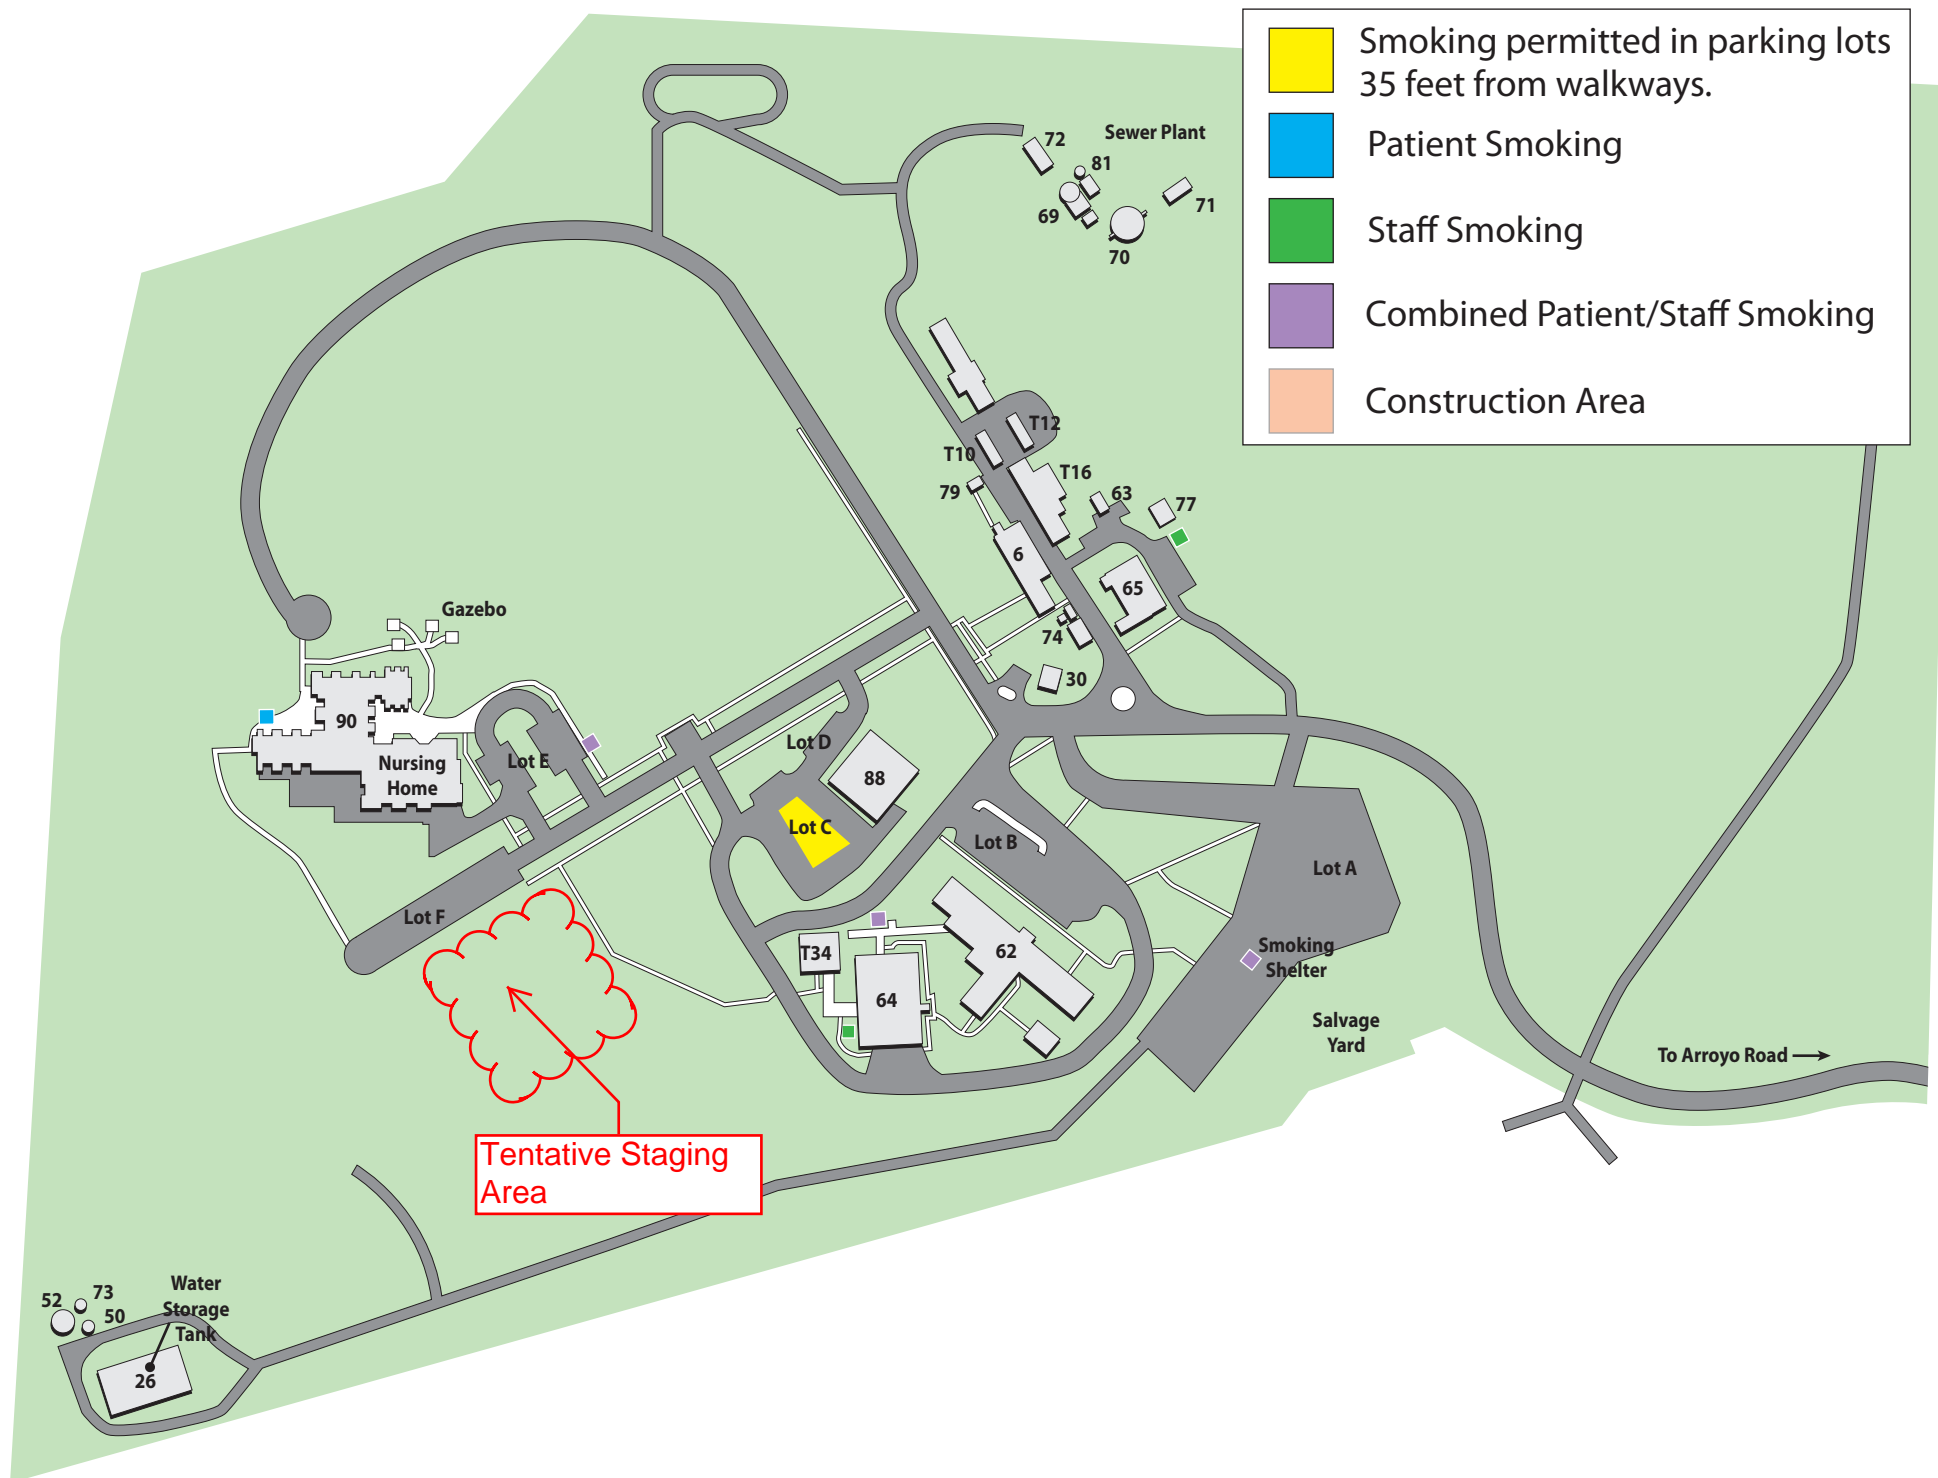 Smoking permitted in parking lots
35 feet from walkways.
Patient Smoking
Staff Smoking
Combined Patient/Staff Smoking
Construction Area
72
Sewer Plant
81
69
71
70
T12
T10
T16
79
63
77
6
65
74
30
Gazebo
90
Nursing
Home
Lot E
Lot D
88
Lot C
Lot B
Lot A
Lot F
T34
62
64
Smoking
Shelter
Salvage
Yard
To Arroyo Road
Tentative Staging
Area
Water
Storage
Tank
52
73
50
26